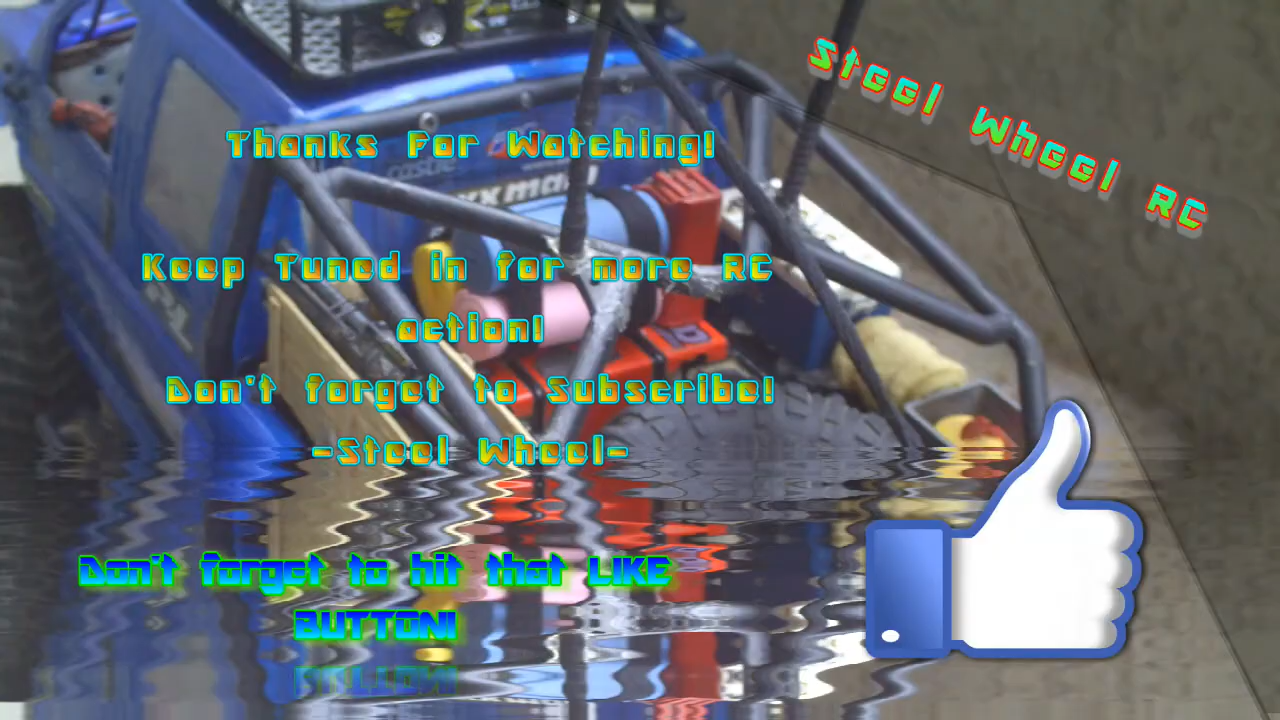 Steel Wheel RC
Thanks For Watching!
castle
Keep Tuned in for more RC
action!
Don't forget to Subscribe!
-Steel Wheel-
Don't forget to hit that LIKE
BUTTON!